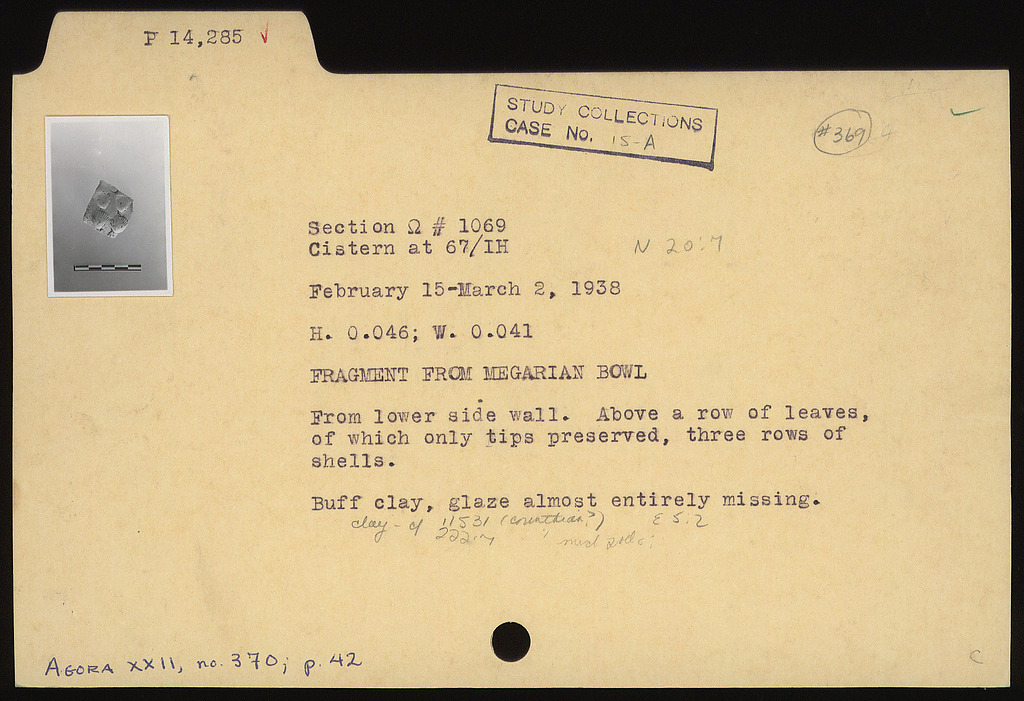 P 14,285 ✓
STUDY COLLECTIONS
CASE No. 15-A
#369
Section Ω # 1069
Cistern at 67/IH
N 20:7
February 15-March 2, 1938
H. 0.046; W. 0.041
FRAGMENT FROM MEGARIAN BOWL
From lower side wall. Above a row of leaves,
of which only tips preserved, three rows of
shells.
Buff clay, glaze almost entirely missing.
clay - cf 11531 (Corinthian?) E 5:2
AGORA XXII, no. 370; p. 42
C